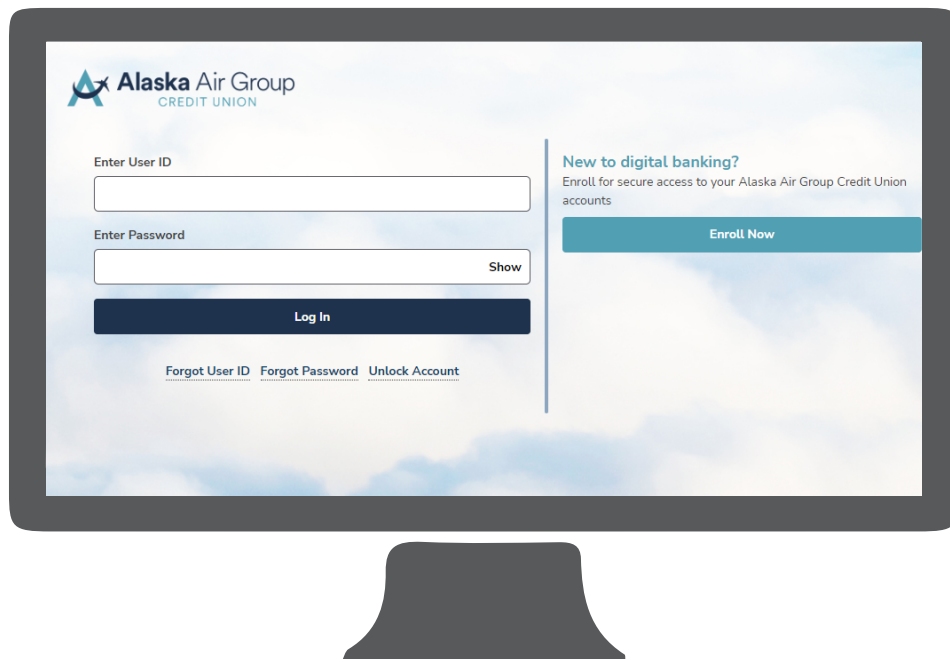 Alaska Air Group
CREDIT UNION
Enter User ID
Enter Password
Show
Log In
Forgot User ID Forgot Password Unlock Account
New to digital banking?
Enroll for secure access to your Alaska Air Group Credit Union
accounts
Enroll Now